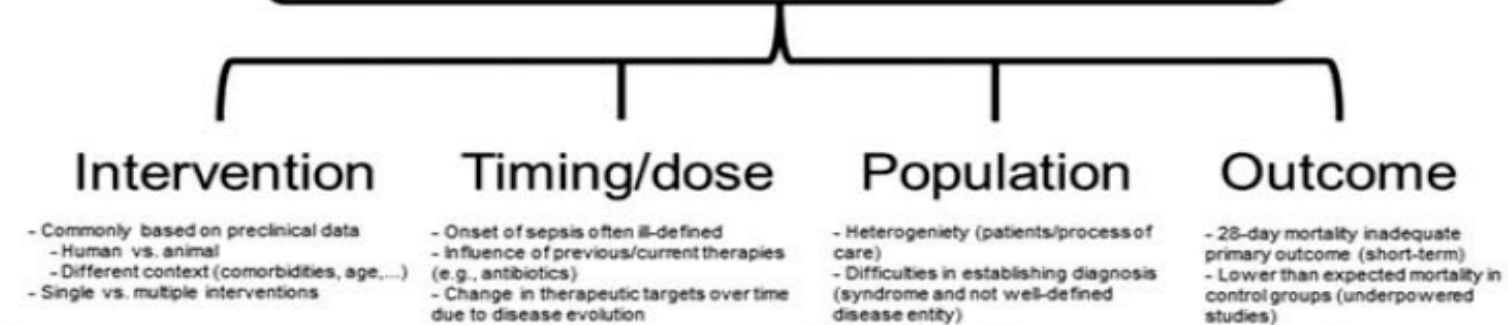 Intervention
- Commonly based on preclinical data
- Human vs. animal
- Different context (comorbidities, age,...)
- Single vs. multiple interventions
Timing/dose
- Onset of sepsis often ill-defined
- Influence of previous/current therapies
(e.g., antibiotics)
- Change in therapeutic targets over time
due to disease evolution
Population
- Heterogeniety (patients/process of
care)
- Difficulties in establishing diagnosis
(syndrome and not well-defined
disease entity)
Outcome
- 28-day mortality inadequate
primary outcome (short-term)
- Lower than expected mortality in
control groups (underpowered
studies)